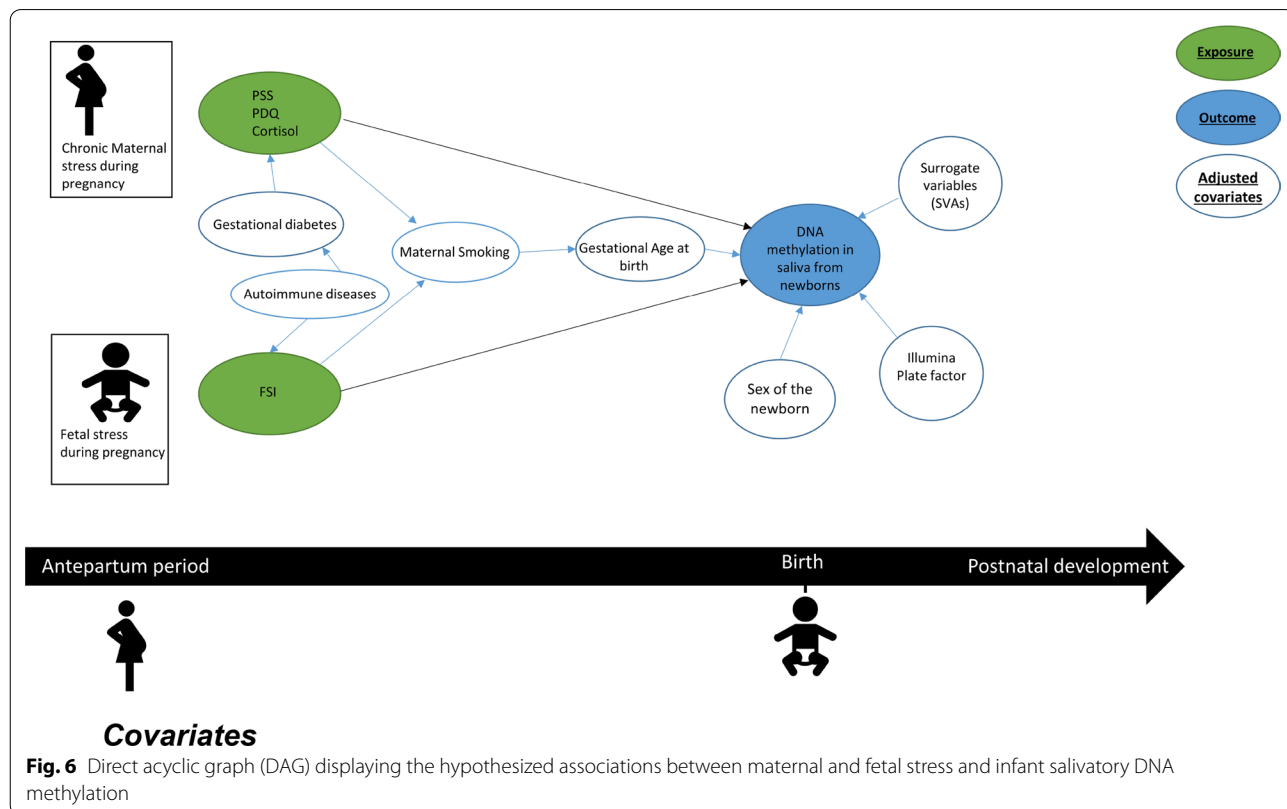 Chronic Maternal
stress during
pregnancy
PSS
PDQ
Cortisol
Gestational diabetes
Autoimmune diseases
Maternal Smoking
Gestational Age at
birth
DNA
methylation in
saliva from
newborns
Surrogate
variables
(SVAs)
Exposure
Outcome
Adjusted
covariates
Fetal stress
during pregnancy
FSI
Sex of the
newborn
Illumina
Plate factor
Antepartum period
Birth
Postnatal development
Covariates
Fig. 6 Direct acyclic graph (DAG) displaying the hypothesized associations between maternal and fetal stress and infant salivatory DNA
methylation